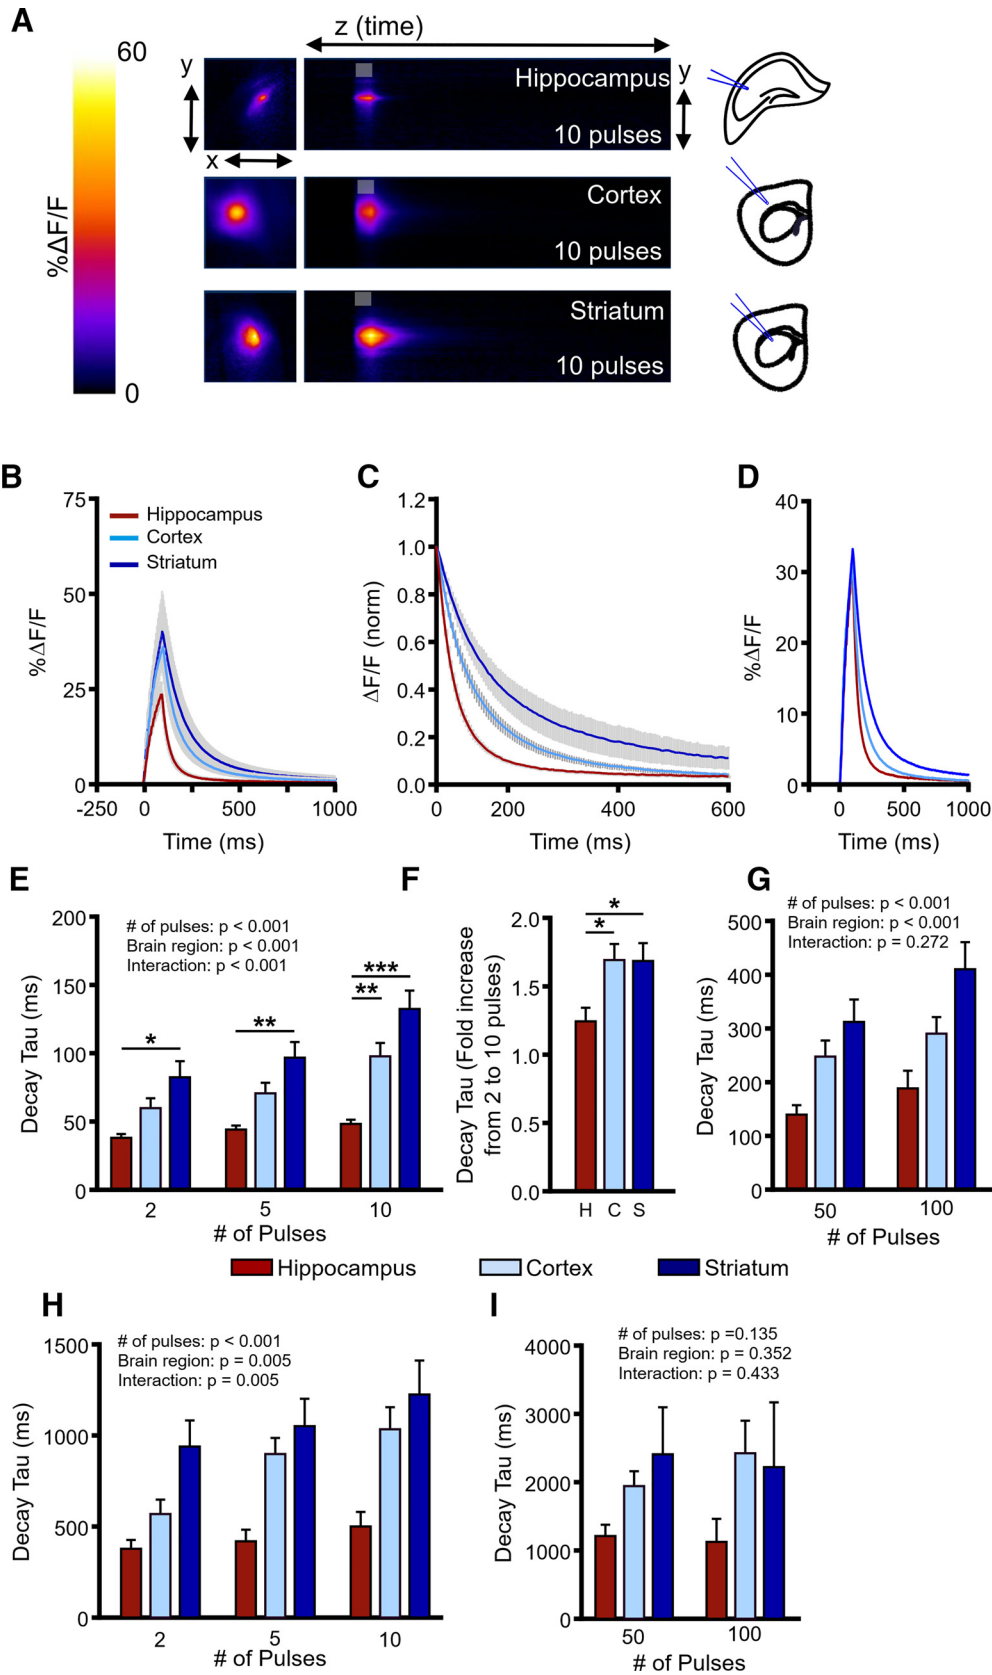 A
z (time)
60
%ΔF/F
0
y
x
Hippocampus
10 pulses
y
Cortex
10 pulses
Striatum
10 pulses
B
75
50
25
0
%ΔF/F
-250 0 500 1000
Time (ms)
Hippocampus
Cortex
Striatum
C
1.2
1.0
0.8
0.6
0.4
0.2
0.0
ΔF/F (norm)
0 200 400 600
Time (ms)
D
40
30
20
10
0
%ΔF/F
0 500 1000
Time (ms)
E
200
150
100
50
0
Decay Tau (ms)
# of pulses: p < 0.001
Brain region: p < 0.001
Interaction: p < 0.001
*
**
***
**
2 5 10
# of Pulses
F
2.0
1.5
1.0
0.5
0.0
Decay Tau (Fold increase
from 2 to 10 pulses)
*
*
H C S
G
# of pulses: p < 0.001
Brain region: p < 0.001
Interaction: p = 0.272
500
400
300
200
100
0
Decay Tau (ms)
50 100
# of Pulses
Hippocampus Cortex Striatum
H
1500
1000
500
0
Decay Tau (ms)
# of pulses: p < 0.001
Brain region: p = 0.005
Interaction: p = 0.005
2 5 10
# of Pulses
I
4000
3000
2000
1000
0
Decay Tau (ms)
# of pulses: p =0.135
Brain region: p = 0.352
Interaction: p = 0.433
50 100
# of Pulses